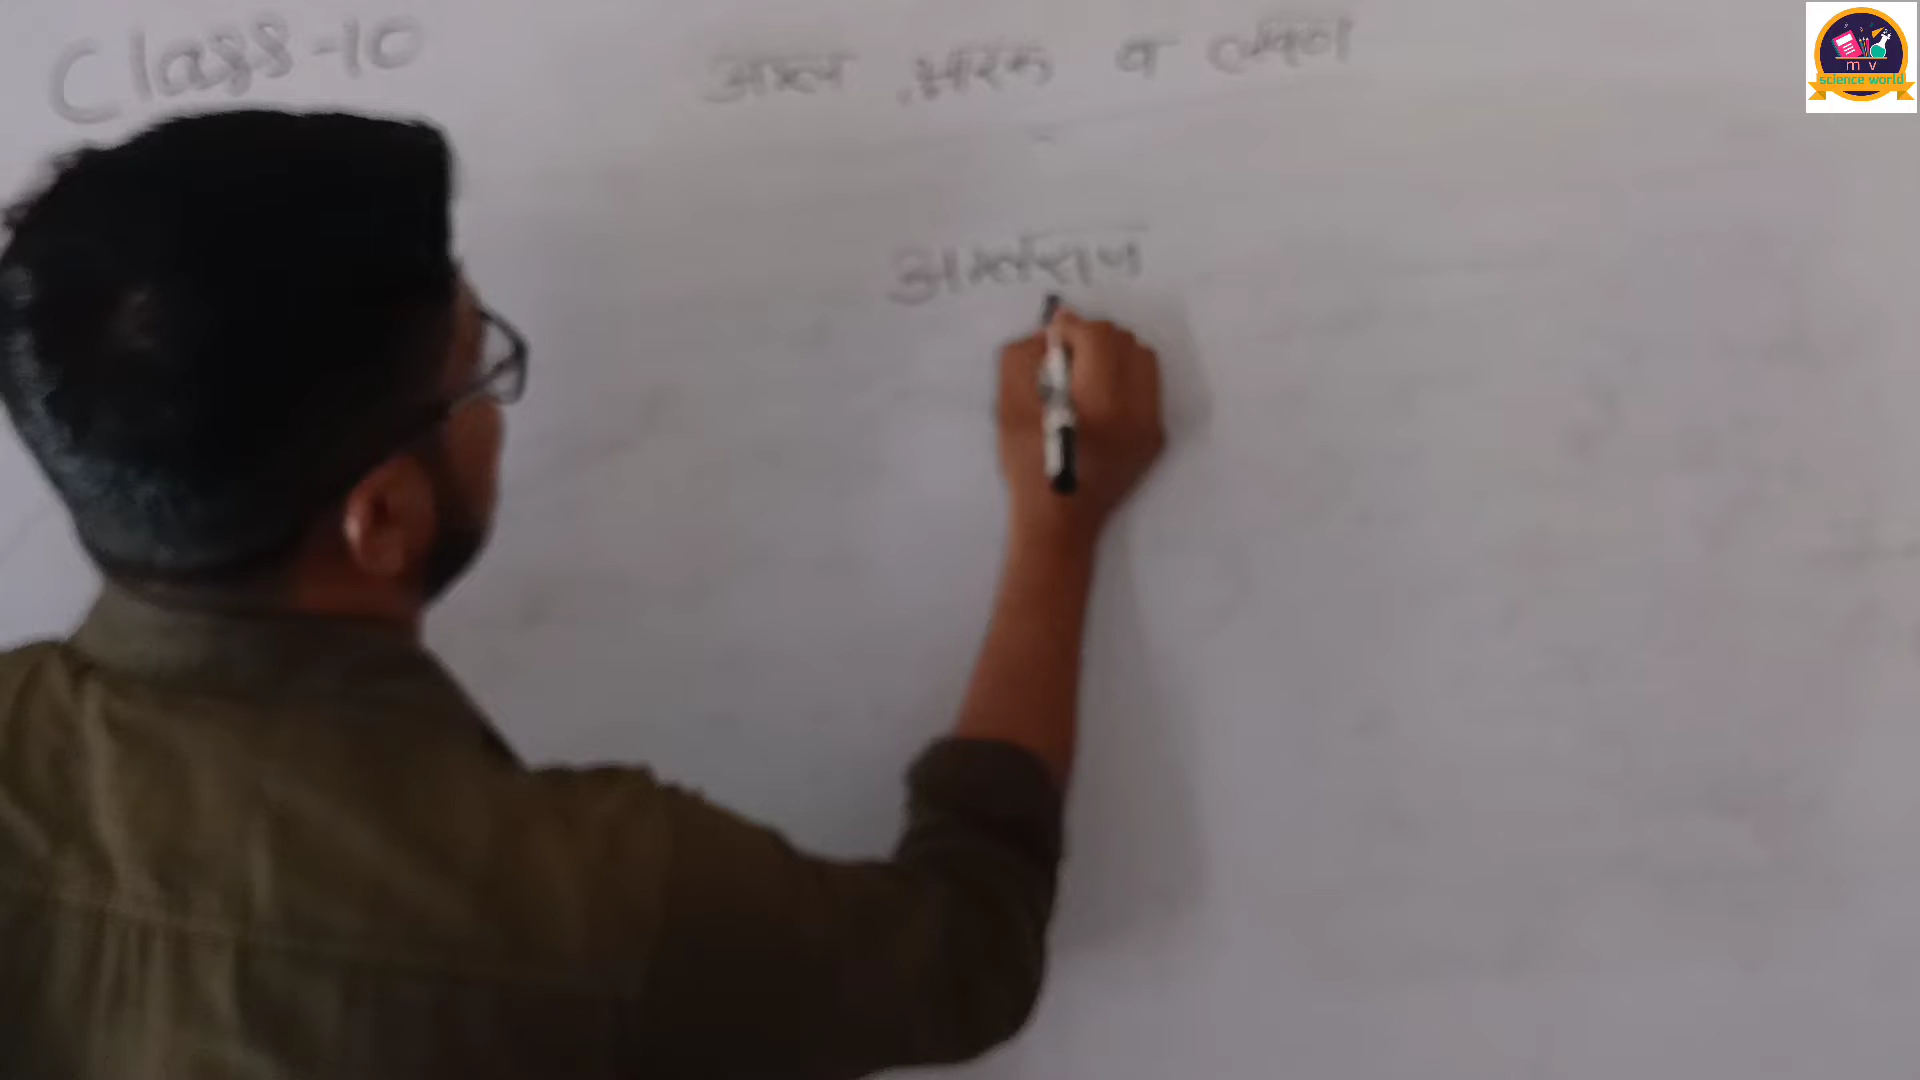 Class-10
अम्ल, क्षारक व लवण
अम्लराज
m v
science world